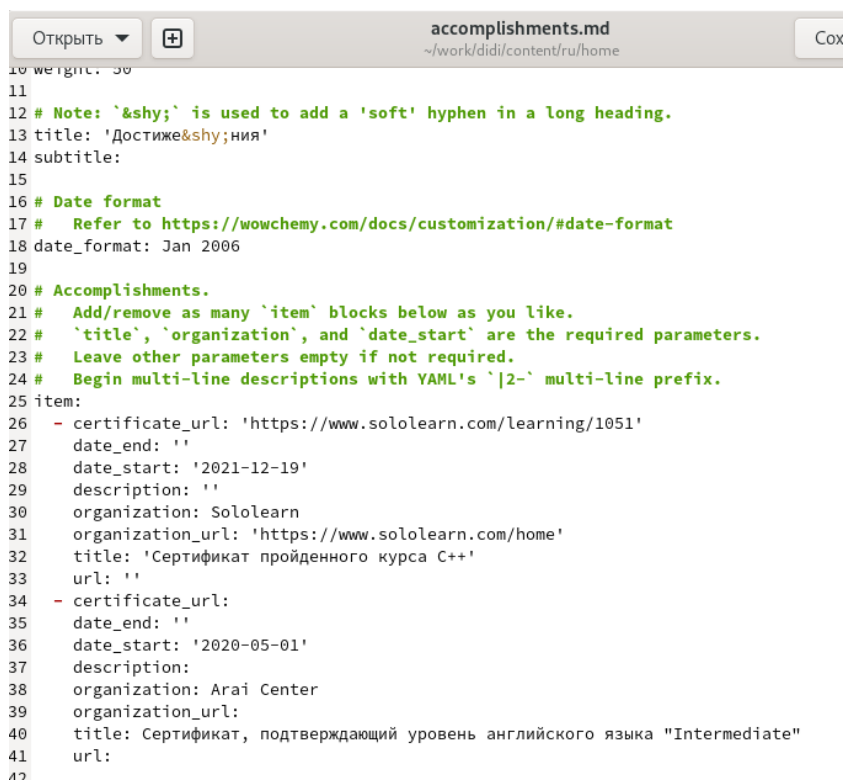 Открыть
accomplishments.md
~/work/didi/content/ru/home
Сох
10 weight: 50
11
12 # Note: `&shy;` is used to add a 'soft' hyphen in a long heading.
13 title: 'Достиже&shy;ния'
14 subtitle:
15
16 # Date format
17 #   Refer to https://wowchemy.com/docs/customization/#date-format
18 date_format: Jan 2006
19
20 # Accomplishments.
21 #   Add/remove as many `item` blocks below as you like.
22 #   `title`, `organization`, and `date_start` are the required parameters.
23 #   Leave other parameters empty if not required.
24 #   Begin multi-line descriptions with YAML's `|2-` multi-line prefix.
25 item:
26   - certificate_url: 'https://www.sololearn.com/learning/1051'
27     date_end: ''
28     date_start: '2021-12-19'
29     description: ''
30     organization: Sololearn
31     organization_url: 'https://www.sololearn.com/home'
32     title: 'Сертификат пройденного курса С++'
33     url: ''
34   - certificate_url:
35     date_end: ''
36     date_start: '2020-05-01'
37     description:
38     organization: Arai Center
39     organization_url:
40     title: Сертификат, подтверждающий уровень английского языка "Intermediate"
41     url:
42